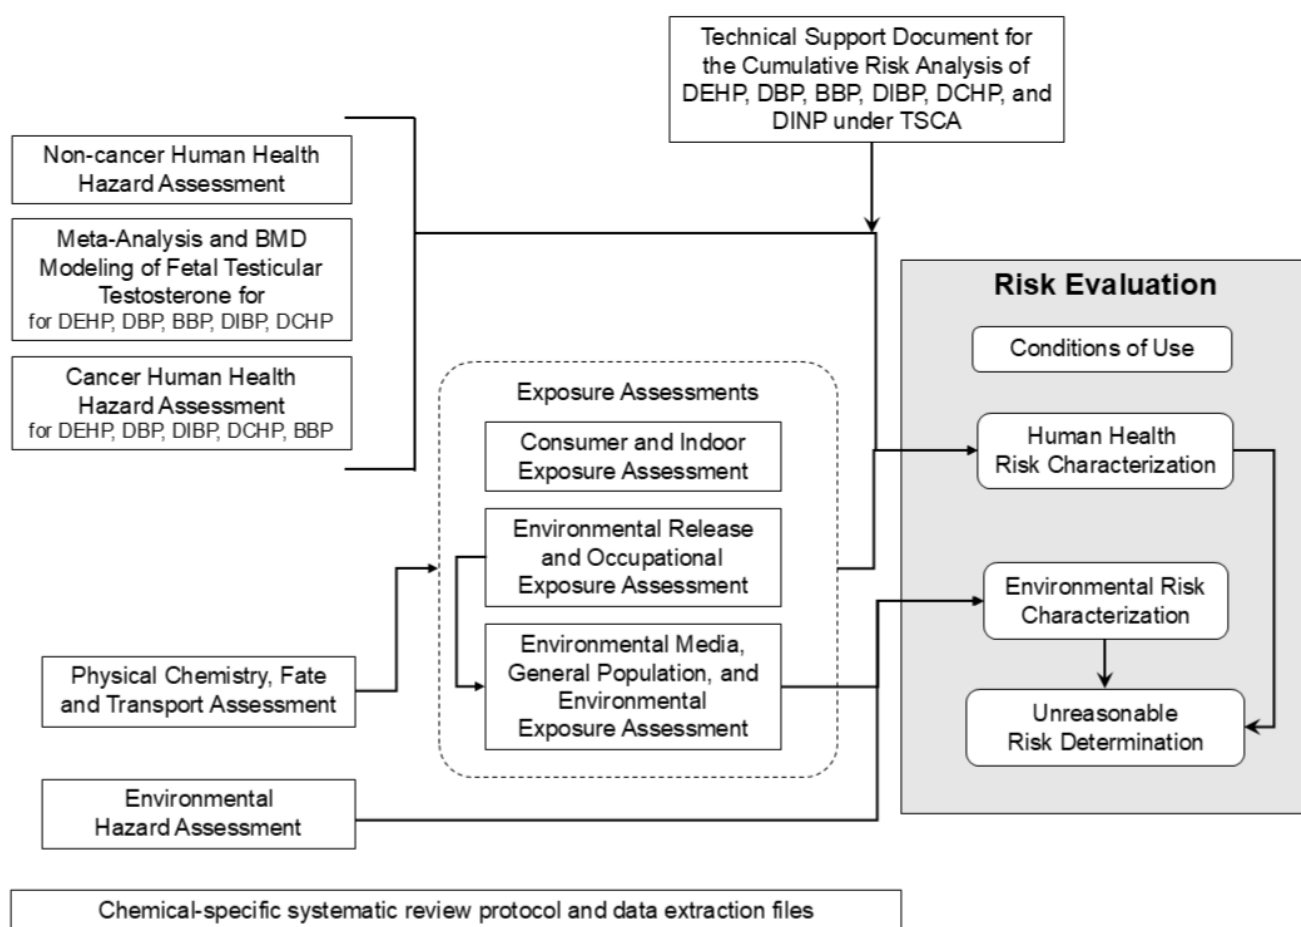 Technical Support Document for
the Cumulative Risk Analysis of
DEHP, DBP, BBP, DIBP, DCHP, and
DINP under TSCA
Non-cancer Human Health
Hazard Assessment
Meta-Analysis and BMD
Modeling of Fetal Testicular
Testosterone for
for DEHP, DBP, BBP, DIBP, DCHP
Cancer Human Health
Hazard Assessment
for DEHP, DBP, DIBP, DCHP, BBP
Physical Chemistry, Fate
and Transport Assessment
Environmental
Hazard Assessment
Exposure Assessments
Consumer and Indoor
Exposure Assessment
Environmental Release
and Occupational
Exposure Assessment
Environmental Media,
General Population, and
Environmental
Exposure Assessment
Risk Evaluation
Conditions of Use
Human Health
Risk Characterization
Environmental Risk
Characterization
Unreasonable
Risk Determination
Chemical-specific systematic review protocol and data extraction files